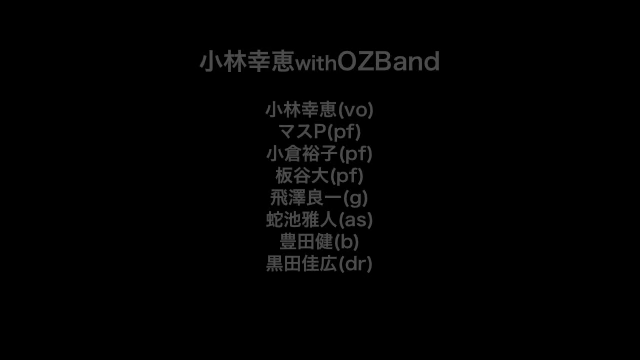 小林幸恵withOZBand
小林幸恵(vo)
マスP(pf)
小倉裕子(pf)
板谷大(pf)
飛澤良一(g)
蛇池雅人(as)
豊田健(b)
黒田佳広(dr)